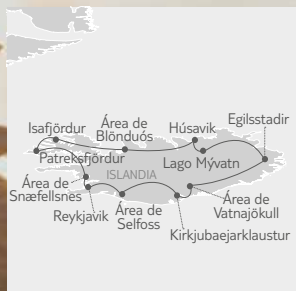 Isafjördur
Área de
Blönduós
Húsavik
Egilsstadir
Patreksfjördur
Lago Mývatn
ISLANDIA
Área de
Snæfellsnes
Reykjavik
Área de
Selfoss
Área de
Vatnajökull
Kirkjubaejarklaustur